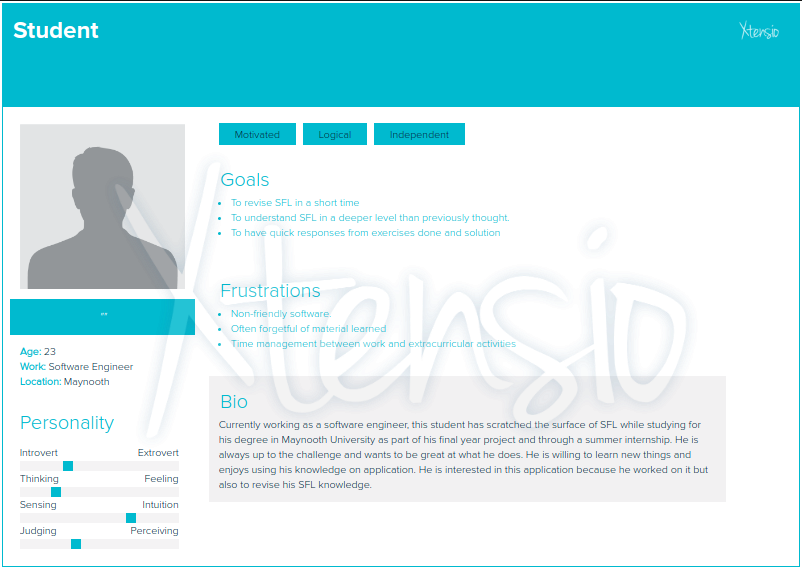 Student
Xtensio
Motivated
Logical
Independent
Goals
To revise SFL in a short time
To understand SFL in a deeper level than previously thought.
To have quick responses from exercises done and solution
Frustrations
Non-friendly software.
Often forgetful of material learned
Time management between work and extracurricular activities
""
Age: 23
Work: Software Engineer
Location: Maynooth
Personality
Introvert Extrovert
Thinking Feeling
Sensing Intuition
Judging Perceiving
Bio
Currently working as a software engineer, this student has scratched the surface of SFL while studying for
his degree in Maynooth University as part of his final year project and through a summer internship. He is
always up to the challenge and wants to be great at what he does. He is willing to learn new things and
enjoys using his knowledge on application. He is interested in this application because he worked on it but
also to revise his SFL knowledge.
Xtensio